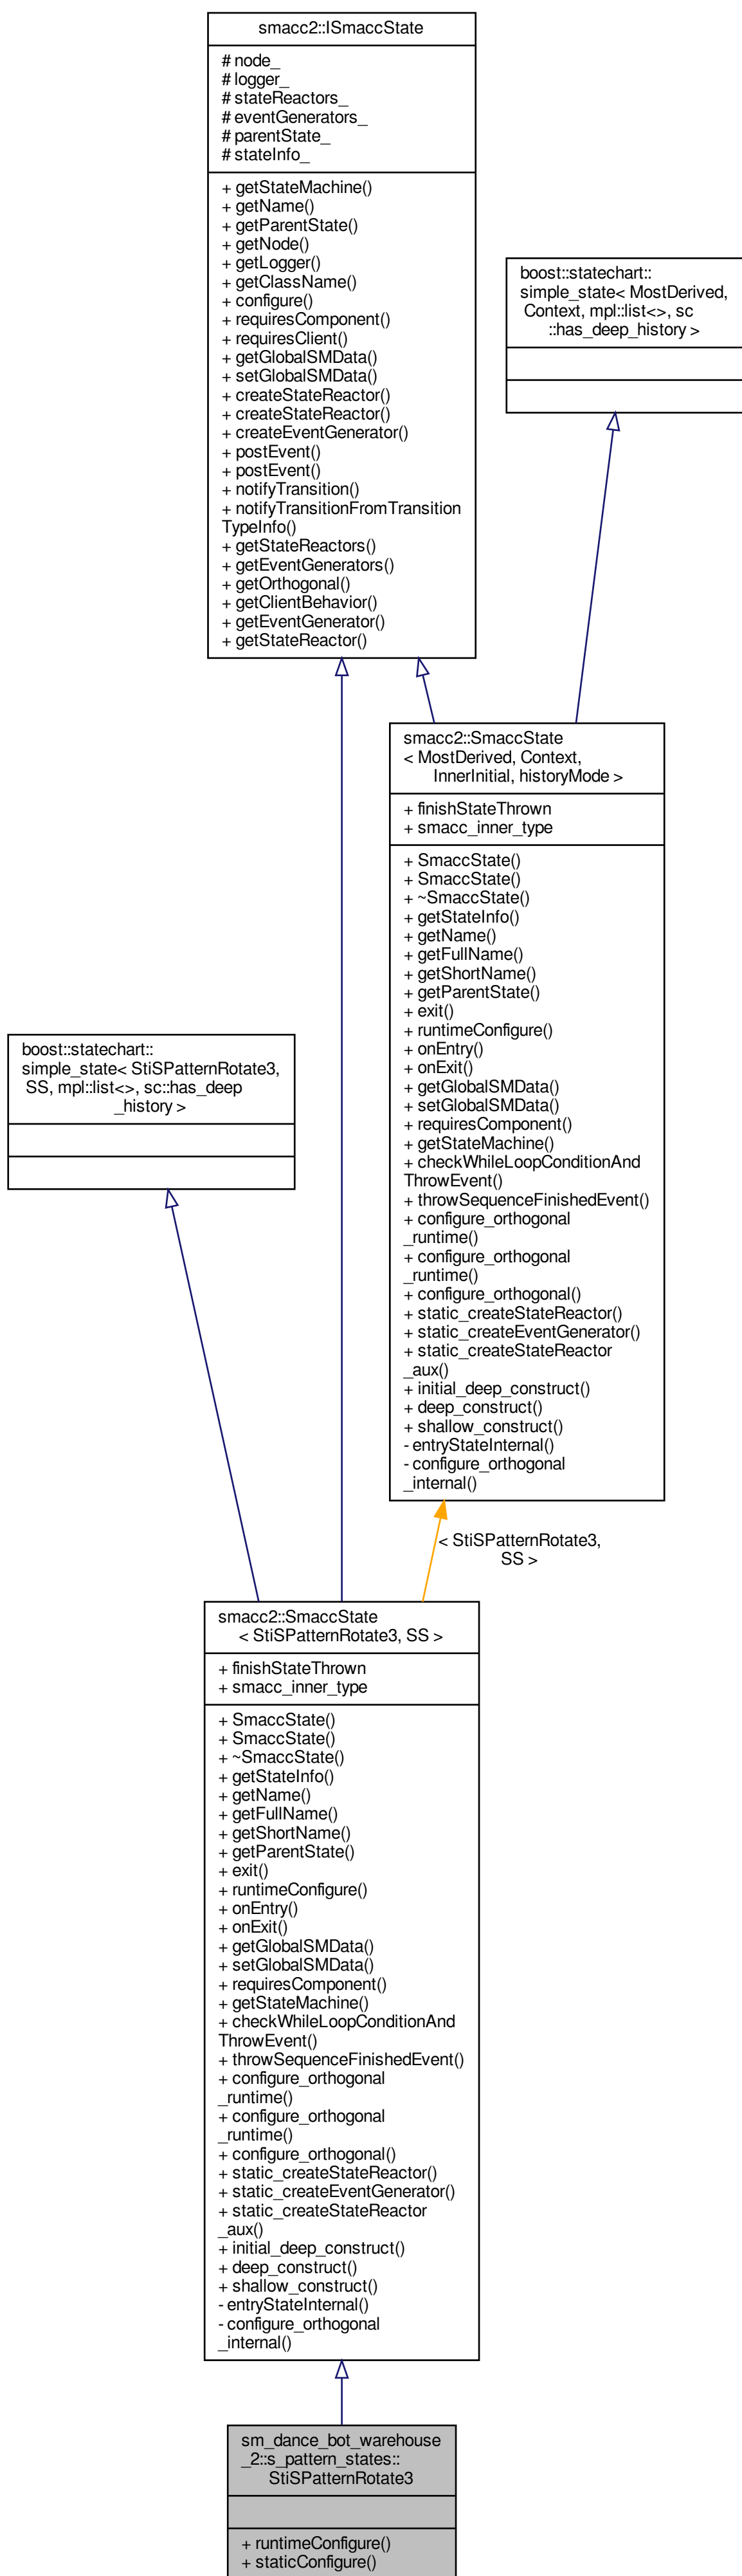 smacc2::ISmaccState
# node_
# logger_
# stateReactors_
# eventGenerators_
# parentState_
# stateInfo_
+ getStateMachine()
+ getName()
+ getParentState()
+ getNode()
+ getLogger()
+ getClassName()
+ configure()
+ requiresComponent()
+ requiresClient()
+ getGlobalSMData()
+ setGlobalSMData()
+ createStateReactor()
+ createStateReactor()
+ createEventGenerator()
+ postEvent()
+ postEvent()
+ notifyTransition()
+ notifyTransitionFromTransition
TypeInfo()
+ getStateReactors()
+ getEventGenerators()
+ getOrthogonal()
+ getClientBehavior()
+ getEventGenerator()
+ getStateReactor()
boost::statechart::
simple_state< MostDerived,
Context, mpl::list<>, sc
::has_deep_history >
smacc2::SmaccState
< MostDerived, Context,
InnerInitial, historyMode >
+ finishStateThrown
+ smacc_inner_type
+ SmaccState()
+ SmaccState()
+ ~SmaccState()
+ getStateInfo()
+ getName()
+ getFullName()
+ getShortName()
+ getParentState()
+ exit()
+ runtimeConfigure()
+ onEntry()
+ onExit()
+ getGlobalSMData()
+ setGlobalSMData()
+ requiresComponent()
+ getStateMachine()
+ checkWhileLoopConditionAnd
ThrowEvent()
+ throwSequenceFinishedEvent()
+ configure_orthogonal
_runtime()
+ configure_orthogonal
_runtime()
+ configure_orthogonal()
+ static_createStateReactor()
+ static_createEventGenerator()
+ static_createStateReactor
_aux()
+ initial_deep_construct()
+ deep_construct()
+ shallow_construct()
- entryStateInternal()
- configure_orthogonal
_internal()
boost::statechart::
simple_state< StiSPatternRotate3,
SS, mpl::list<>, sc::has_deep
_history >
< StiSPatternRotate3,
SS >
smacc2::SmaccState
< StiSPatternRotate3, SS >
+ finishStateThrown
+ smacc_inner_type
+ SmaccState()
+ SmaccState()
+ ~SmaccState()
+ getStateInfo()
+ getName()
+ getFullName()
+ getShortName()
+ getParentState()
+ exit()
+ runtimeConfigure()
+ onEntry()
+ onExit()
+ getGlobalSMData()
+ setGlobalSMData()
+ requiresComponent()
+ getStateMachine()
+ checkWhileLoopConditionAnd
ThrowEvent()
+ throwSequenceFinishedEvent()
+ configure_orthogonal
_runtime()
+ configure_orthogonal
_runtime()
+ configure_orthogonal()
+ static_createStateReactor()
+ static_createEventGenerator()
+ static_createStateReactor
_aux()
+ initial_deep_construct()
+ deep_construct()
+ shallow_construct()
- entryStateInternal()
- configure_orthogonal
_internal()
sm_dance_bot_warehouse
_2::s_pattern_states::
StiSPatternRotate3
+ runtimeConfigure()
+ staticConfigure()